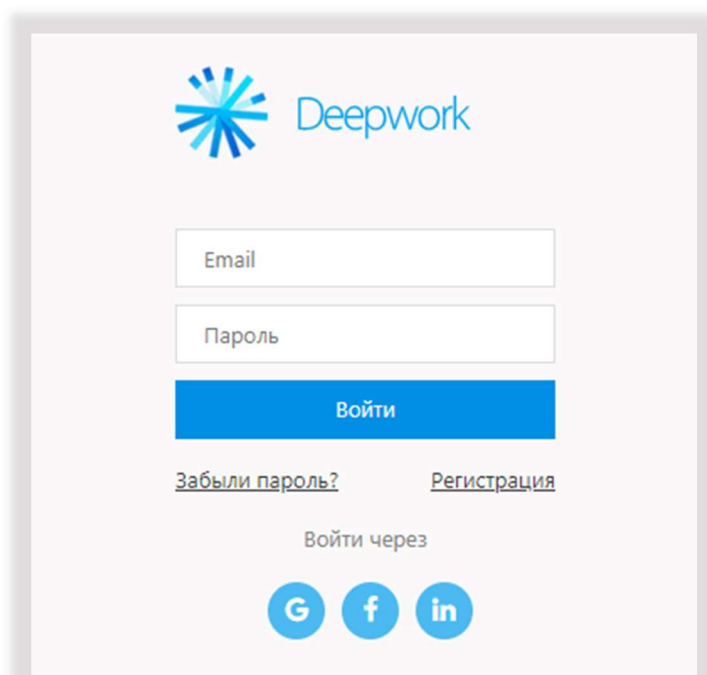 Deepwork
Email
Пароль
Войти
Забыли пароль? Регистрация
Войти через
G f in